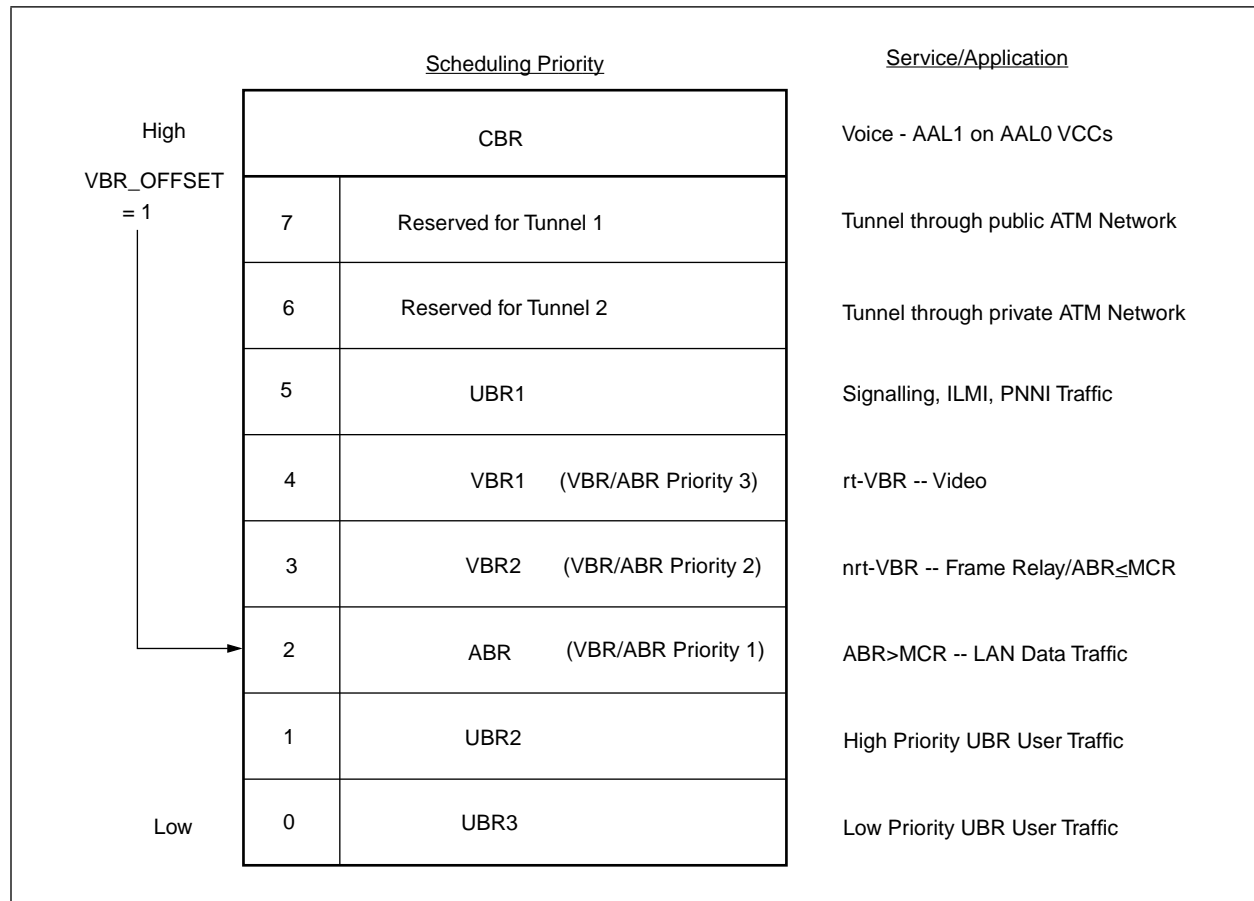 Scheduling Priority Service/Application
High CBR Voice - AAL1 on AAL0 VCCs
VBR_OFFSET
= 1
7 Reserved for Tunnel 1 Tunnel through public ATM Network
6 Reserved for Tunnel 2 Tunnel through private ATM Network
5 UBR1 Signalling, ILMI, PNNI Traffic
4 VBR1 (VBR/ABR Priority 3) rt-VBR -- Video
3 VBR2 (VBR/ABR Priority 2) nrt-VBR -- Frame Relay/ABR≤MCR
2 ABR (VBR/ABR Priority 1) ABR>MCR -- LAN Data Traffic
1 UBR2 High Priority UBR User Traffic
Low 0 UBR3 Low Priority UBR User Traffic